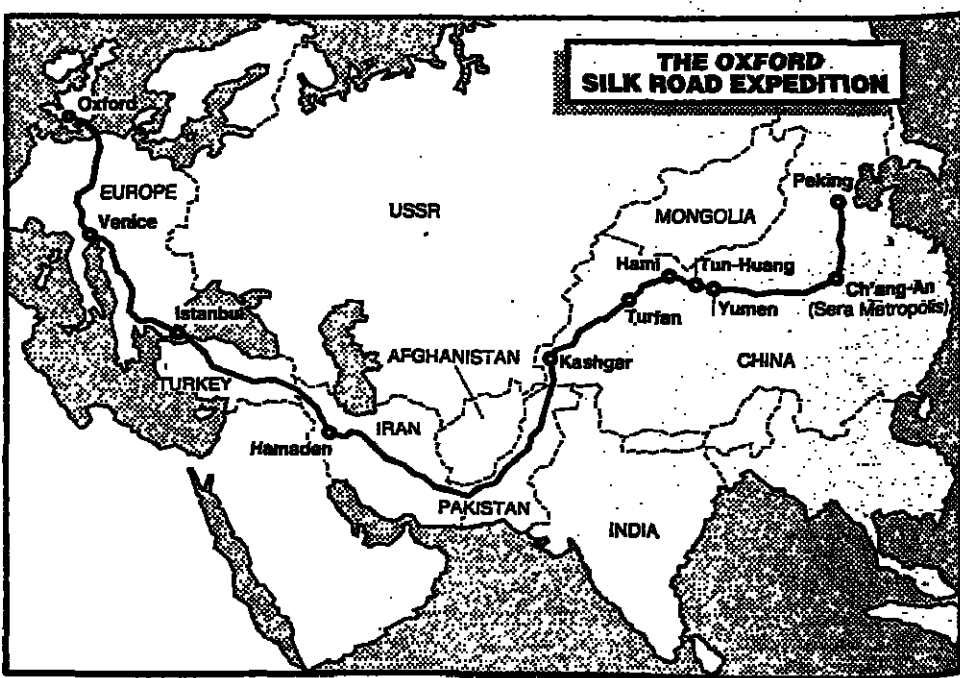 THE OXFORD
SILK ROAD EXPEDITION
Oxford
EUROPE
Venice
USSR
MONGOLIA
Peking
Hami
Tun-Huang
Ch'ang-An
(Sera Metropolis)
Turfan
Yumen
Istanbul
AFGHANISTAN
Kashgar
CHINA
TURKEY
IRAN
Hamaden
PAKISTAN
INDIA